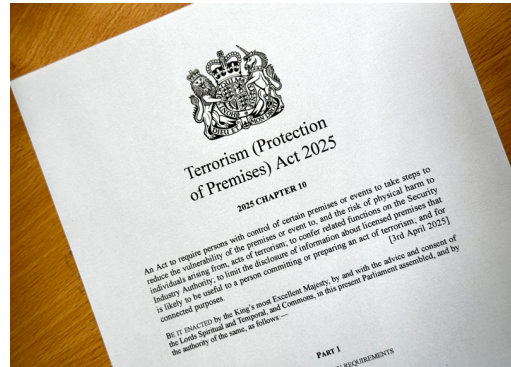 Terrorism (Protection
of Premises) Act 2025
2025 CHAPTER 10
An Act to require persons with control of certain premises or events to take steps to
reduce the vulnerability of the premises or event to, and the risk of physical harm to
individuals arising from, acts of terrorism; to confer related functions on the Security
Industry Authority; to limit the disclosure of information about licensed premises that
is likely to be useful to a person committing or preparing an act of terrorism; and for
connected purposes.
[3rd April 2025]
BE IT ENACTED by the King's most Excellent Majesty, by and with the advice and consent of
the Lords Spiritual and Temporal, and Commons, in this present Parliament assembled, and by
the authority of the same, as follows:—
PART 1
REQUIREMENTS